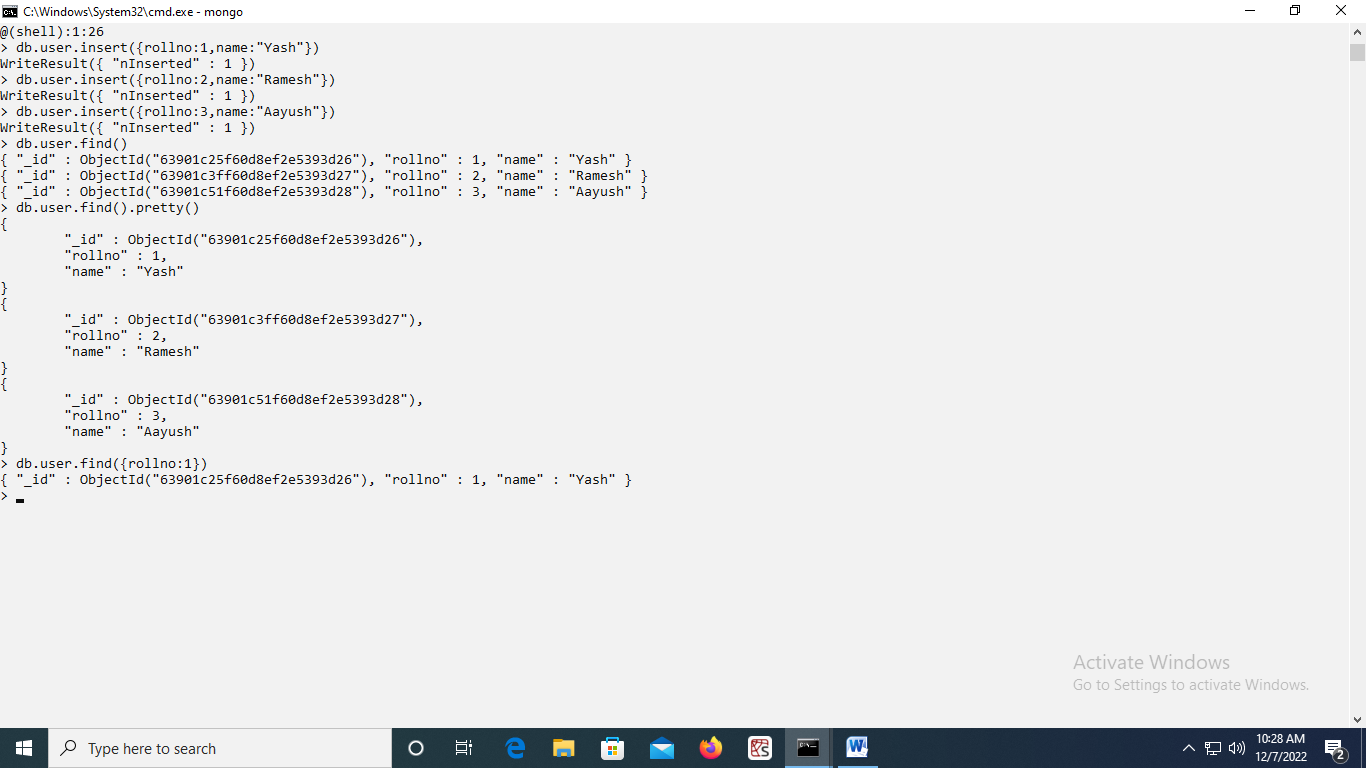 C:\Windows\System32\cmd.exe - mongo
@(shell):1:26
> db.user.insert({rollno:1,name:"Yash"})
WriteResult({ "nInserted" : 1 })
> db.user.insert({rollno:2,name:"Ramesh"})
WriteResult({ "nInserted" : 1 })
> db.user.insert({rollno:3,name:"Aayush"})
WriteResult({ "nInserted" : 1 })
> db.user.find()
{ "_id" : ObjectId("63901c25f60d8ef2e5393d26"), "rollno" : 1, "name" : "Yash" }
{ "_id" : ObjectId("63901c3ff60d8ef2e5393d27"), "rollno" : 2, "name" : "Ramesh" }
{ "_id" : ObjectId("63901c51f60d8ef2e5393d28"), "rollno" : 3, "name" : "Aayush" }
> db.user.find().pretty()
{
        "_id" : ObjectId("63901c25f60d8ef2e5393d26"),
        "rollno" : 1,
        "name" : "Yash"
}
{
        "_id" : ObjectId("63901c3ff60d8ef2e5393d27"),
        "rollno" : 2,
        "name" : "Ramesh"
}
{
        "_id" : ObjectId("63901c51f60d8ef2e5393d28"),
        "rollno" : 3,
        "name" : "Aayush"
}
> db.user.find({rollno:1})
{ "_id" : ObjectId("63901c25f60d8ef2e5393d26"), "rollno" : 1, "name" : "Yash" }
>
Activate Windows
Go to Settings to activate Windows.
Type here to search
10:28 AM
12/7/2022
2